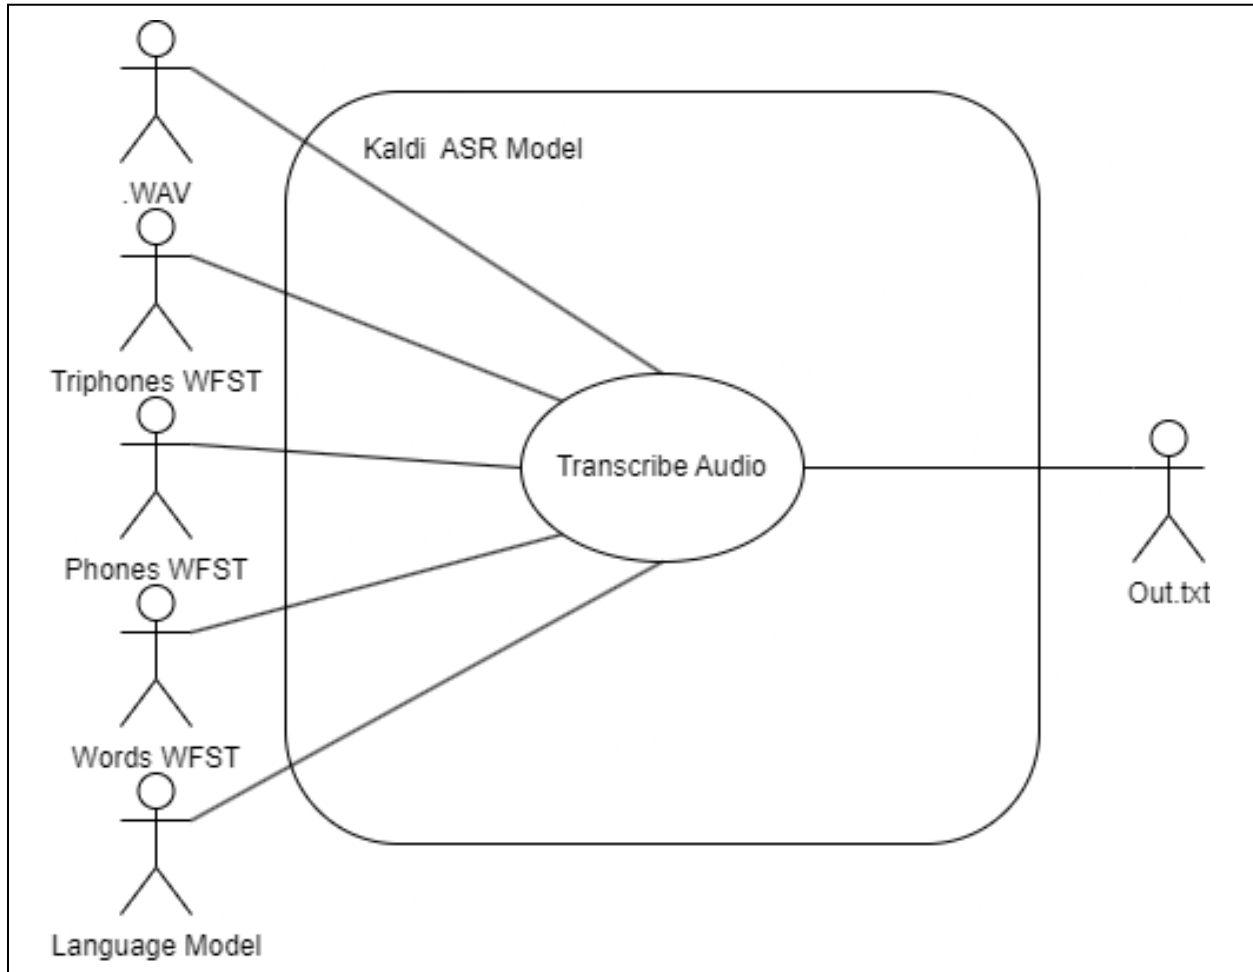 .WAV
Kaldi  ASR Model
Triphones WFST
Phones WFST
Words WFST
Language Model
Transcribe Audio
Out.txt